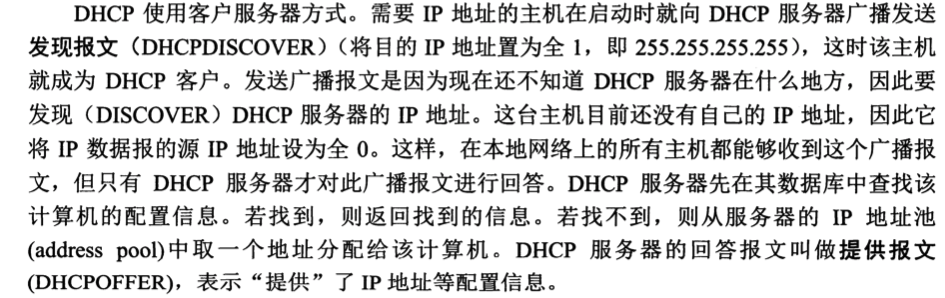 DHCP 使用客户服务器方式。需要 IP 地址的主机在启动时就向 DHCP 服务器广播发送
发现报文（DHCPDISCOVER）（将目的 IP 地址置为全 1，即 255.255.255.255），这时该主机
就成为 DHCP 客户。发送广播报文是因为现在还不知道 DHCP 服务器在什么地方，因此要
发现（DISCOVER）DHCP 服务器的 IP 地址。这台主机目前还没有自己的 IP 地址，因此它
将 IP 数据报的源 IP 地址设为全 0。这样，在本地网络上的所有主机都能够收到这个广播报
文，但只有 DHCP 服务器才对此广播报文进行回答。DHCP 服务器先在其数据库中查找该
计算机的配置信息。若找到，则返回找到的信息。若找不到，则从服务器的 IP 地址池
(address pool)中取一个地址分配给该计算机。DHCP 服务器的回答报文叫做提供报文
(DHCPOFFER)，表示“提供”了 IP 地址等配置信息。